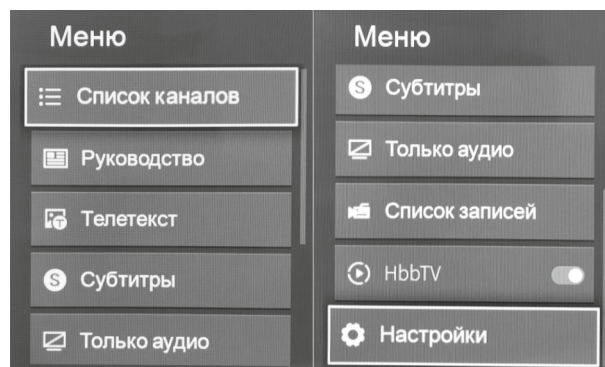 Меню
Список каналов
Руководство
Телетекст
Субтитры
Только аудио
Меню
Субтитры
Только аудио
Список записей
HbbTV
Настройки